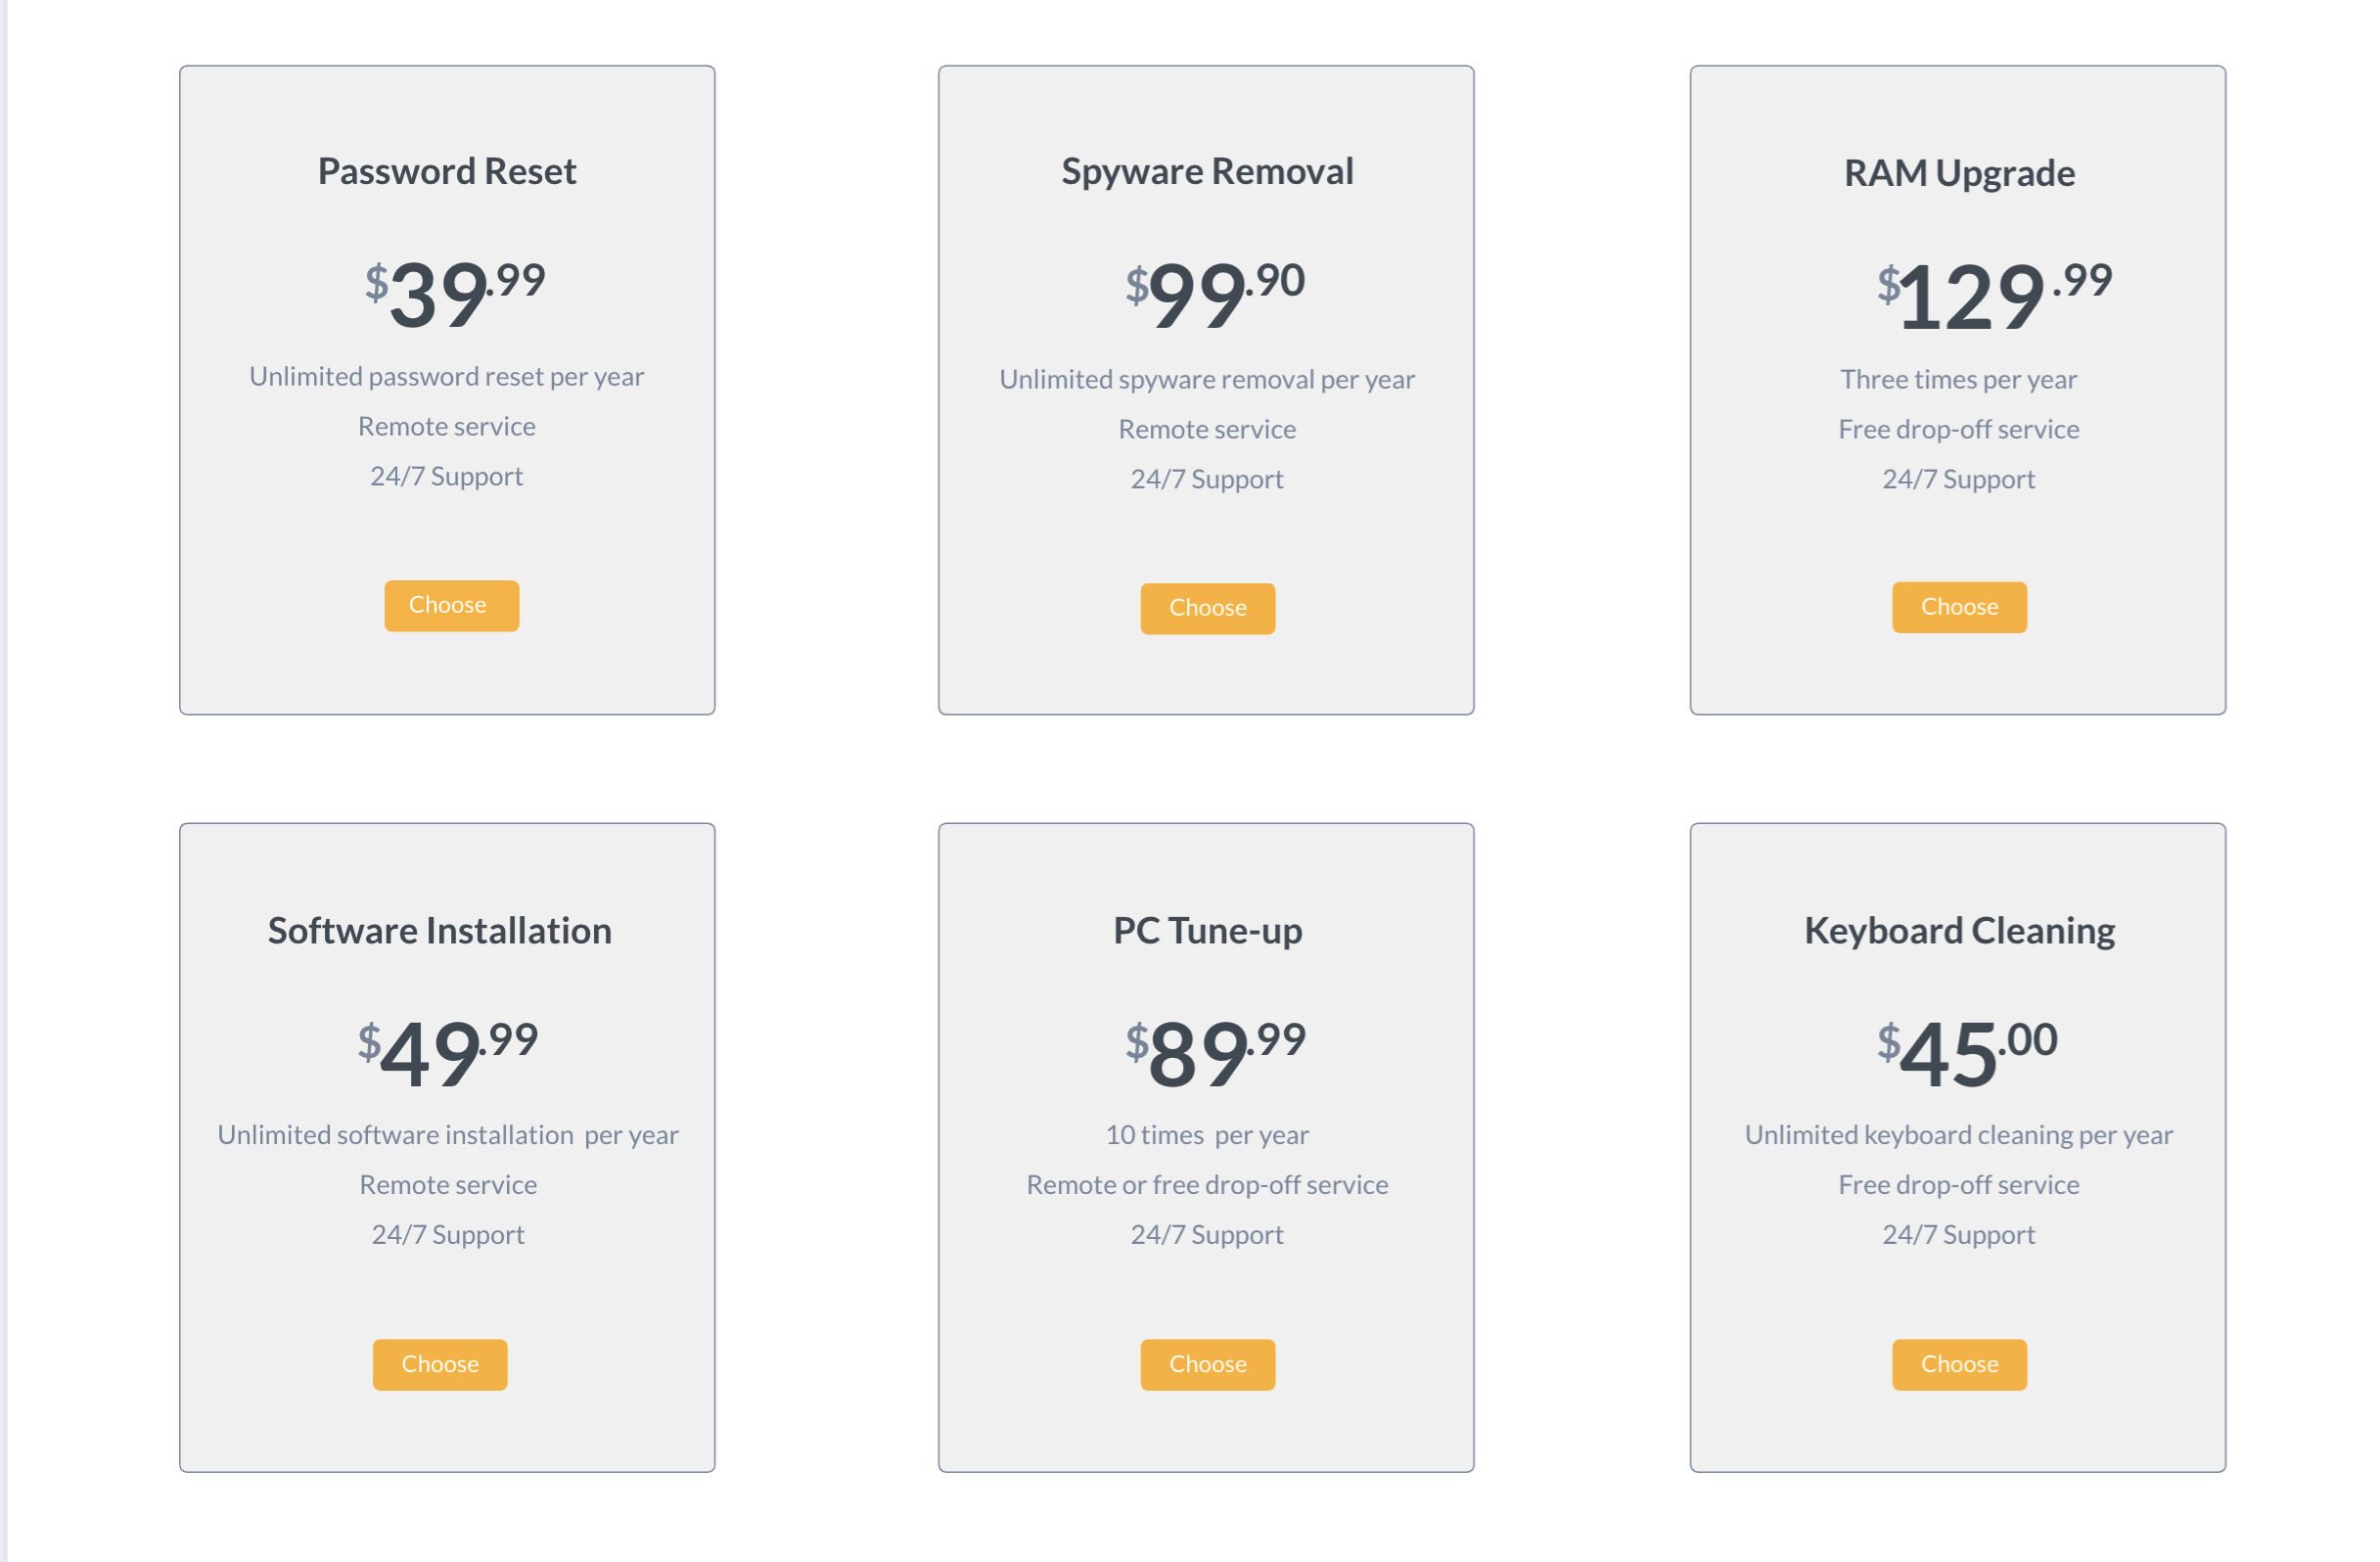 Password Reset
$39.99
Unlimited password reset per year
Remote service
24/7 Support
Choose
Spyware Removal
$99.90
Unlimited spyware removal per year
Remote service
24/7 Support
Choose
RAM Upgrade
$129.99
Three times per year
Free drop-off service
24/7 Support
Choose
Software Installation
$49.99
Unlimited software installation  per year
Remote service
24/7 Support
Choose
PC Tune-up
$89.99
10 times  per year
Remote or free drop-off service
24/7 Support
Choose
Keyboard Cleaning
$45.00
Unlimited keyboard cleaning per year
Free drop-off service
24/7 Support
Choose